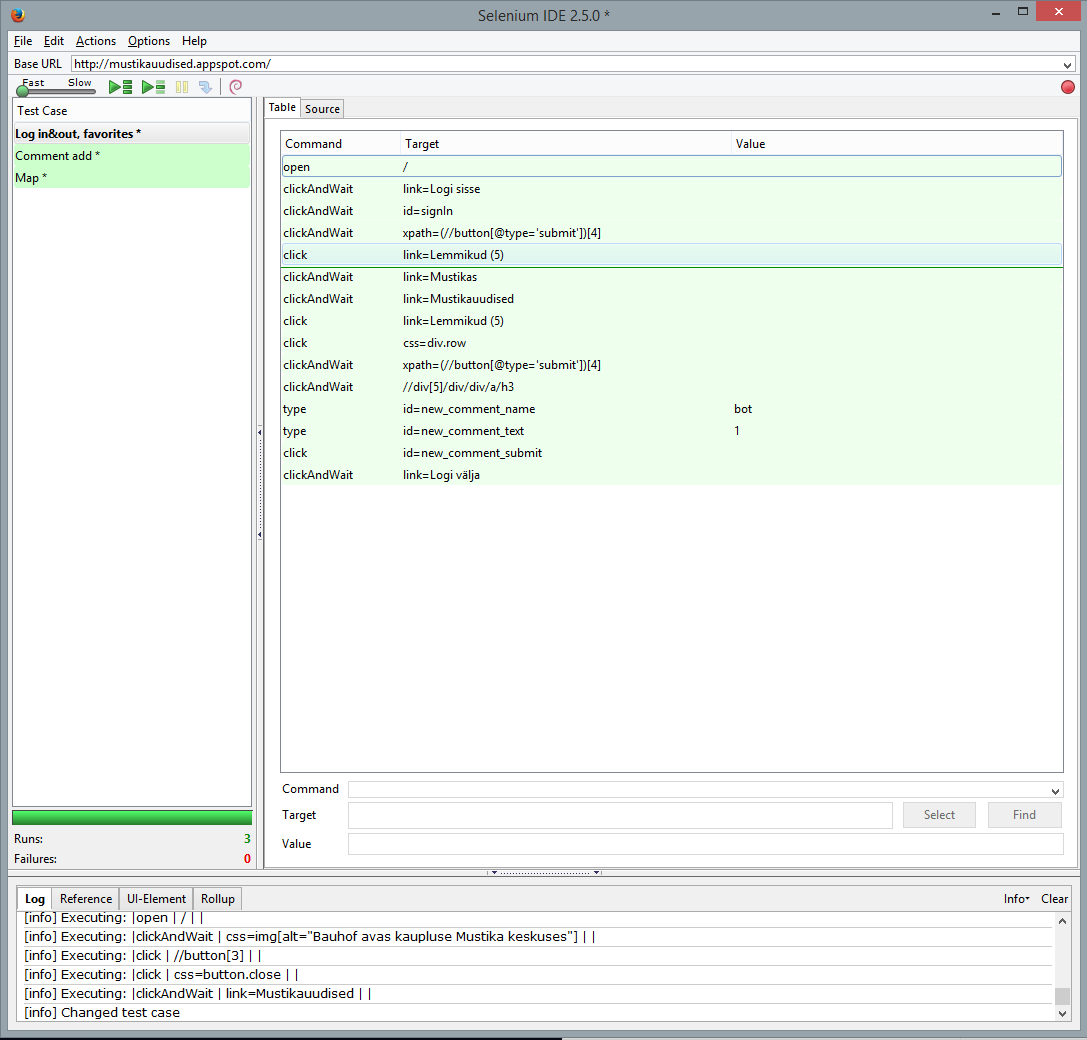 Selenium IDE 2.5.0 *
File Edit Actions Options Help
Base URL http://mustikauudised.appspot.com/
Fast Slow
Test Case
Log in&out, favorites *
Comment add *
Map *
Runs: 3
Failures: 0
Table Source
Command Target Value
open /
clickAndWait link=Logi sisse
clickAndWait id=signIn
clickAndWait xpath=(//button[@type='submit'])[4]
click link=Lemmikud (5)
clickAndWait link=Mustikas
clickAndWait link=Mustikauudised
click link=Lemmikud (5)
click css=div.row
clickAndWait xpath=(//button[@type='submit'])[4]
clickAndWait //div[5]/div/div/a/h3
type id=new_comment_name bot
type id=new_comment_text 1
click id=new_comment_submit
clickAndWait link=Logi välja
Command
Target Select Find
Value
Log Reference UI-Element Rollup Info Clear
[info] Executing: |open | / | |
[info] Executing: |clickAndWait | css=img[alt="Bauhof avas kaupluse Mustika keskuses"] | |
[info] Executing: |click | //button[3] | |
[info] Executing: |click | css=button.close | |
[info] Executing: |clickAndWait | link=Mustikauudised | |
[info] Changed test case